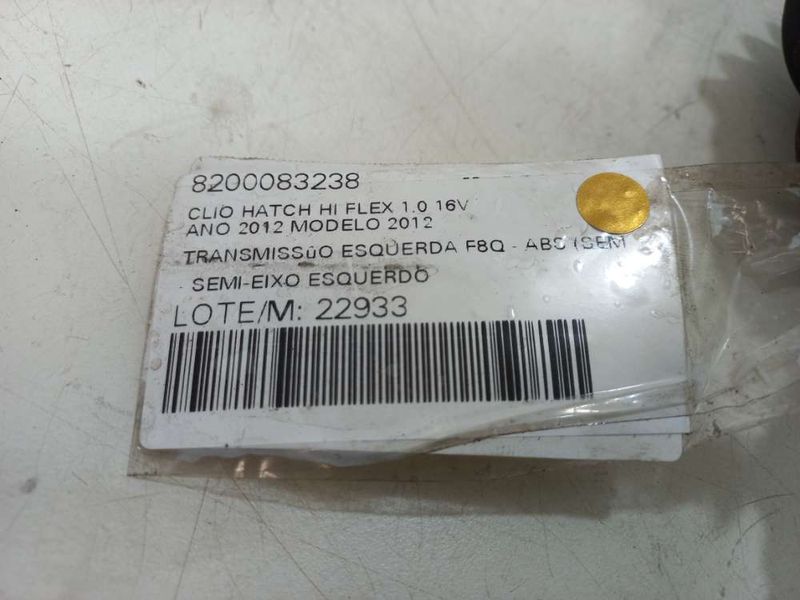 8200083238
CLIO HATCH HI FLEX 1.0 16V
ANO 2012 MODELO 2012
TRANSMISSûO ESQUERDA F8Q - ABS (SEM
- SEMI-EIXO ESQUERDO
LOTE/M: 22933